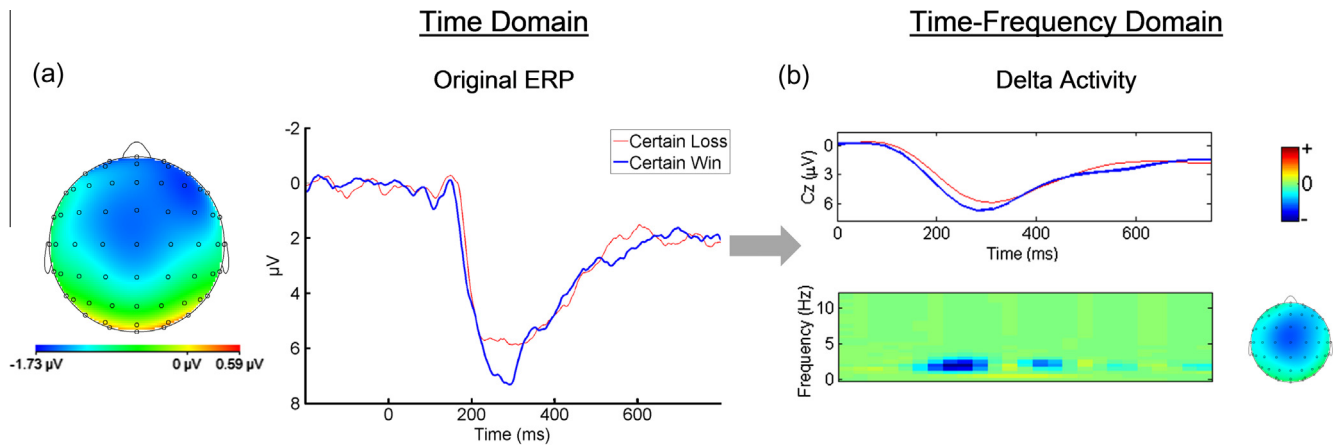 Time Domain
Time-Frequency Domain
(a)
Original ERP
(b)
Delta Activity
-2
0
2
4
6
8
µV
0
200
400
600
Time (ms)
Certain Loss
Certain Win
-1.73 µV
0 µV
0.59 µV
0
3
6
Cz (µV)
0
200
400
600
Time (ms)
+
0
-
10
5
0
Frequency (Hz)